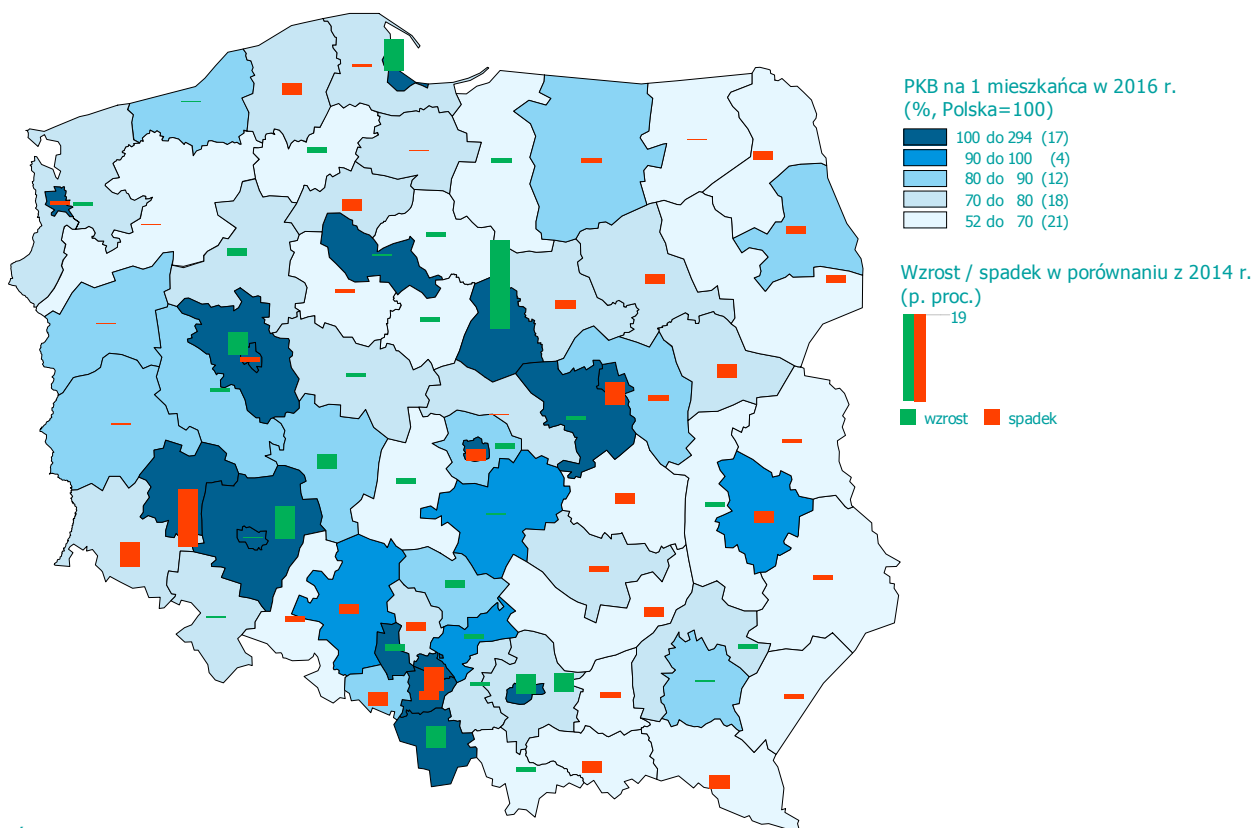 PKB na 1 mieszkańca w 2016 r.
(%, Polska=100)
100 do 294 (17)
90 do 100 (4)
80 do 90 (12)
70 do 80 (18)
52 do 70 (21)
Wzrost / spadek w porównaniu z 2014 r.
(p. proc.)
19
wzrost
spadek